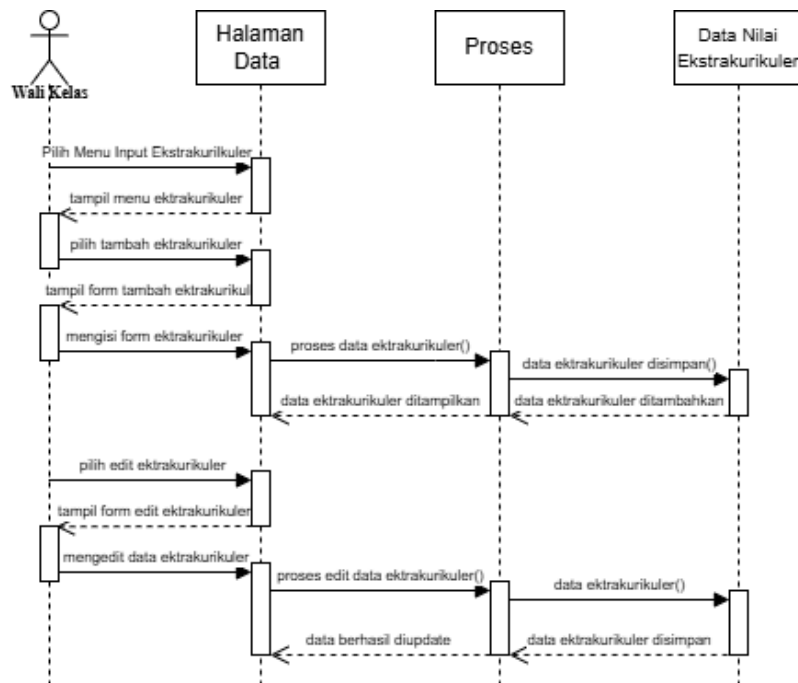 Halaman
Data
Proses
Data Nilai
Ekstrakurikuler
Wali Kelas
Pilih Menu Input Ekstrakurilkuler
tampil menu ektrakurikuler
pilih tambah ektrakurikuler
tampil form tambah ektrakurikul
mengisi form ektrakurikuler
proses data ektrakurikuler()
data ektrakurikuler disimpan()
data ektrakurikuler ditampilkan
data ektrakurikuler ditambahkan
pilih edit ektrakurikuler
tampil form edit ektrakurikuler
mengedit data ektrakurikuler
proses edit data ektrakurikuler()
data ektrakurikuler()
data berhasil diupdate
data ektrakurikuler disimpan